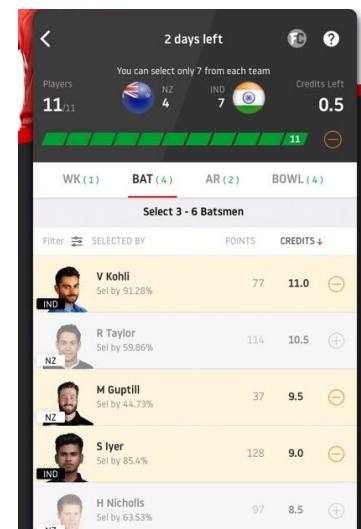 2 days left
FC ?
You can select only 7 from each team
Players
11/11
NZ
4
IND
7
Credits Left
0.5
11
WK (1) BAT (4) AR (2) BOWL (4)
Select 3 - 6 Batsmen
Filter SELECTED BY POINTS CREDITS ↓
V Kohli
Sel by 91.28%
77 11.0
IND
R Taylor
Sel by 59.86%
114 10.5
NZ
M Guptill
Sel by 44.73%
37 9.5
NZ
S Iyer
Sel by 85.4%
128 9.0
IND
H Nicholls
Sel by 63.53%
97 8.5
NZ